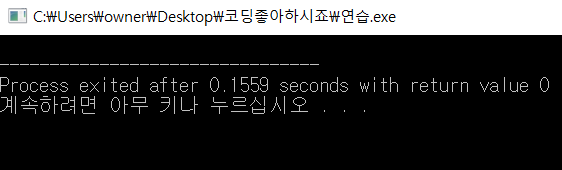 C:₩Users₩owner₩Desktop₩코딩좋아하시죠₩연습.exe
--------------------------------
Process exited after 0.1559 seconds with return value 0
계속하려면 아무 키나 누르십시오 . . .